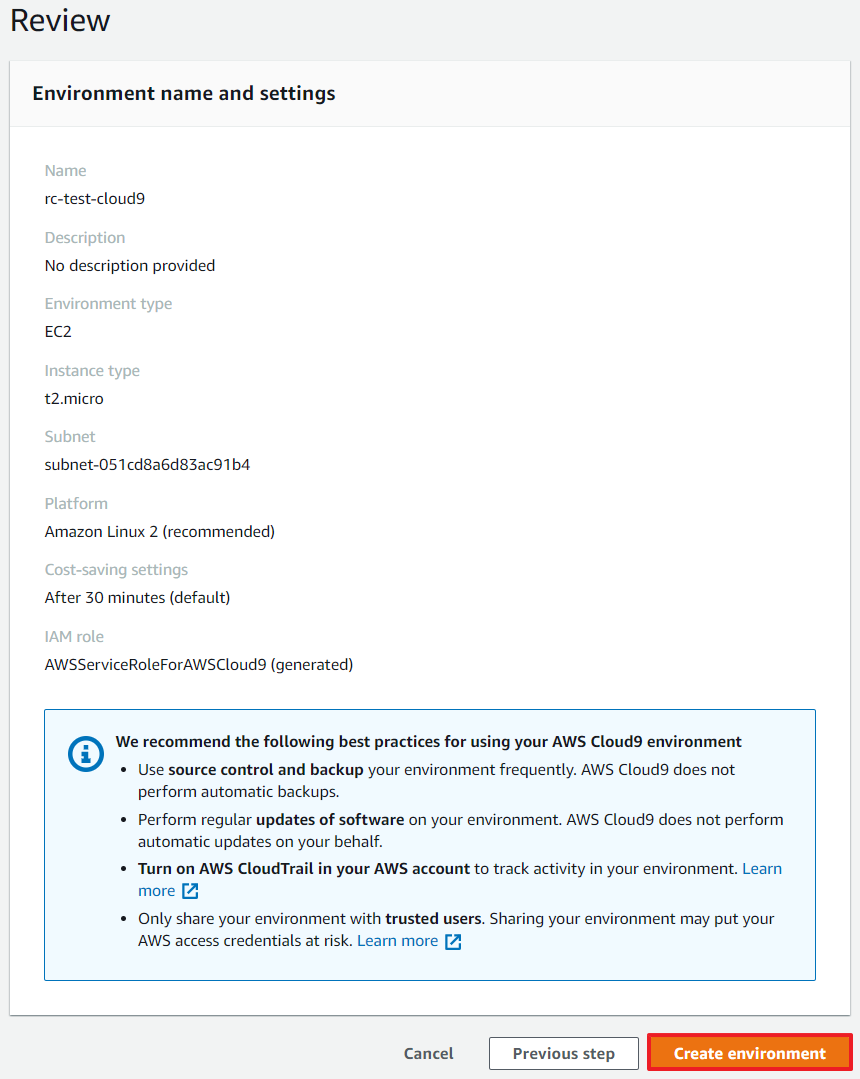 Review
Environment name and settings
Name
rc-test-cloud9
Description
No description provided
Environment type
EC2
Instance type
t2.micro
Subnet
subnet-051cd8a6d83ac91b4
Platform
Amazon Linux 2 (recommended)
Cost-saving settings
After 30 minutes (default)
IAM role
AWSServiceRoleForAWSCloud9 (generated)
We recommend the following best practices for using your AWS Cloud9 environment
• Use source control and backup your environment frequently. AWS Cloud9 does not
perform automatic backups.
• Perform regular updates of software on your environment. AWS Cloud9 does not perform
automatic updates on your behalf.
• Turn on AWS CloudTrail in your AWS account to track activity in your environment. Learn
more
• Only share your environment with trusted users. Sharing your environment may put your
AWS access credentials at risk. Learn more
Cancel Previous step Create environment